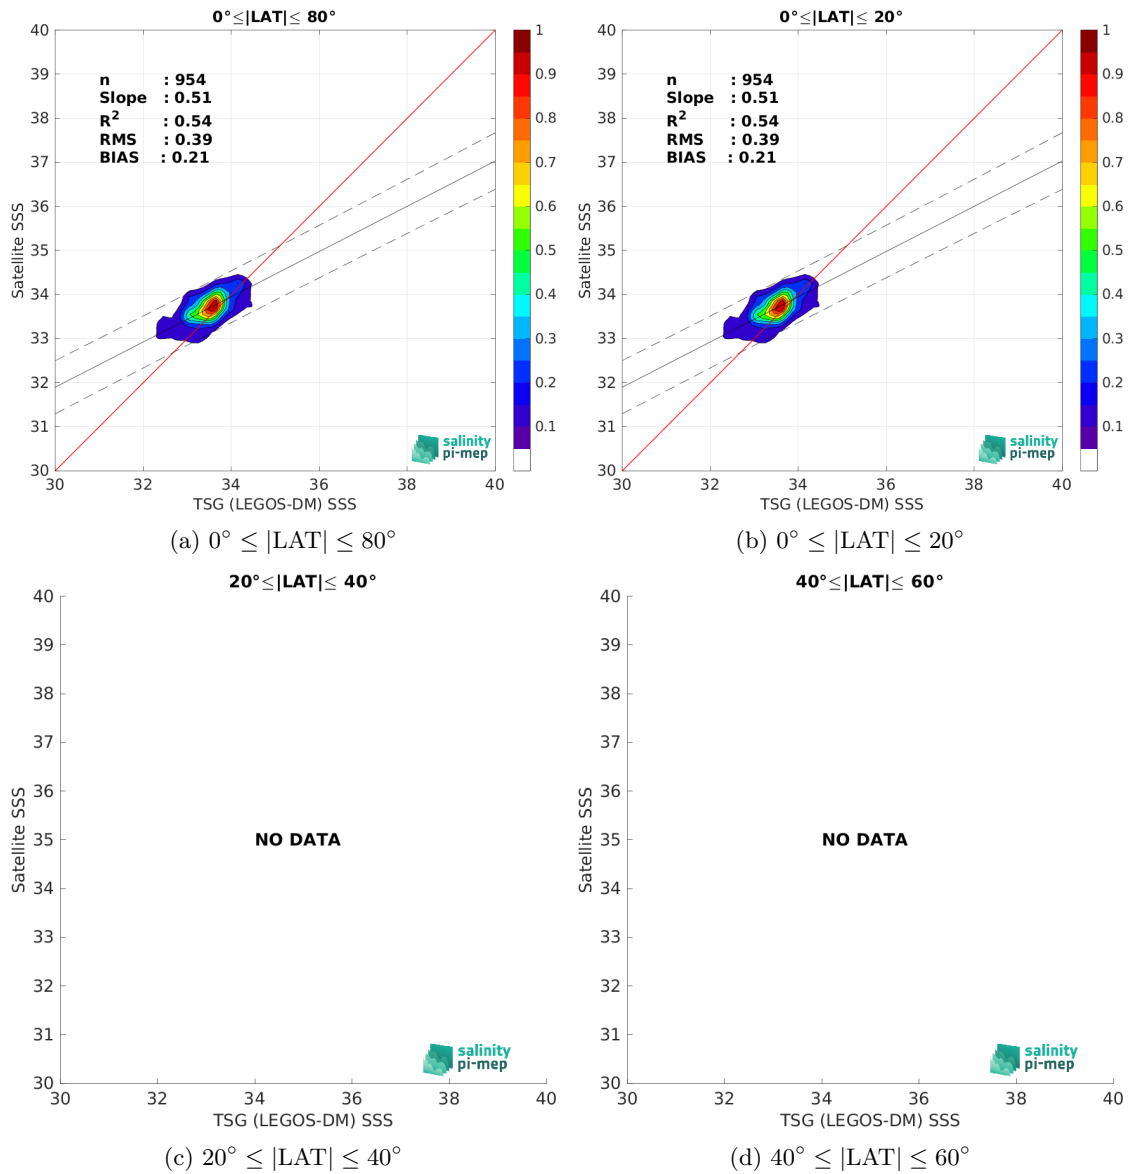 0°≤|LAT|≤ 80°
40
39
38
37
36
35
34
33
32
31
30
Satellite SSS
n : 954
Slope : 0.51
R² : 0.54
RMS : 0.39
BIAS : 0.21
salinity
pi-mep
30 32 34 36 38 40
TSG (LEGOS-DM) SSS
1
0.9
0.8
0.7
0.6
0.5
0.4
0.3
0.2
0.1
(a) 0° ≤ |LAT| ≤ 80°
0°≤|LAT|≤ 20°
40
39
38
37
36
35
34
33
32
31
30
Satellite SSS
n : 954
Slope : 0.51
R² : 0.54
RMS : 0.39
BIAS : 0.21
salinity
pi-mep
30 32 34 36 38 40
TSG (LEGOS-DM) SSS
1
0.9
0.8
0.7
0.6
0.5
0.4
0.3
0.2
0.1
(b) 0° ≤ |LAT| ≤ 20°
20°≤|LAT|≤ 40°
40
39
38
37
36
35
34
33
32
31
30
Satellite SSS
NO DATA
salinity
pi-mep
30 32 34 36 38 40
TSG (LEGOS-DM) SSS
(c) 20° ≤ |LAT| ≤ 40°
40°≤|LAT|≤ 60°
40
39
38
37
36
35
34
33
32
31
30
Satellite SSS
NO DATA
salinity
pi-mep
30 32 34 36 38 40
TSG (LEGOS-DM) SSS
(d) 40° ≤ |LAT| ≤ 60°